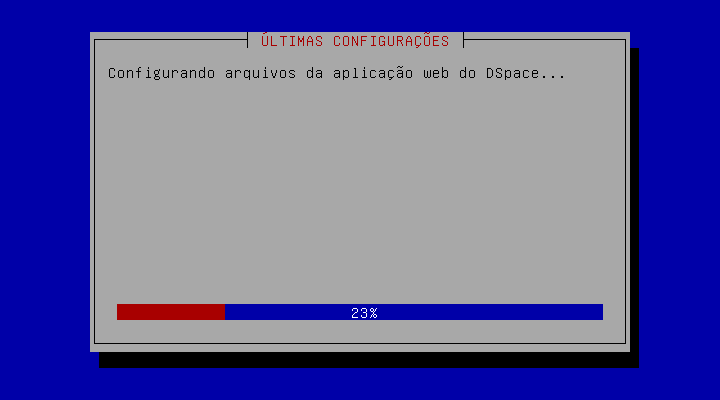 ÚLTIMAS CONFIGURAÇÕES
Configurando arquivos da aplicação web do DSpace...
23%